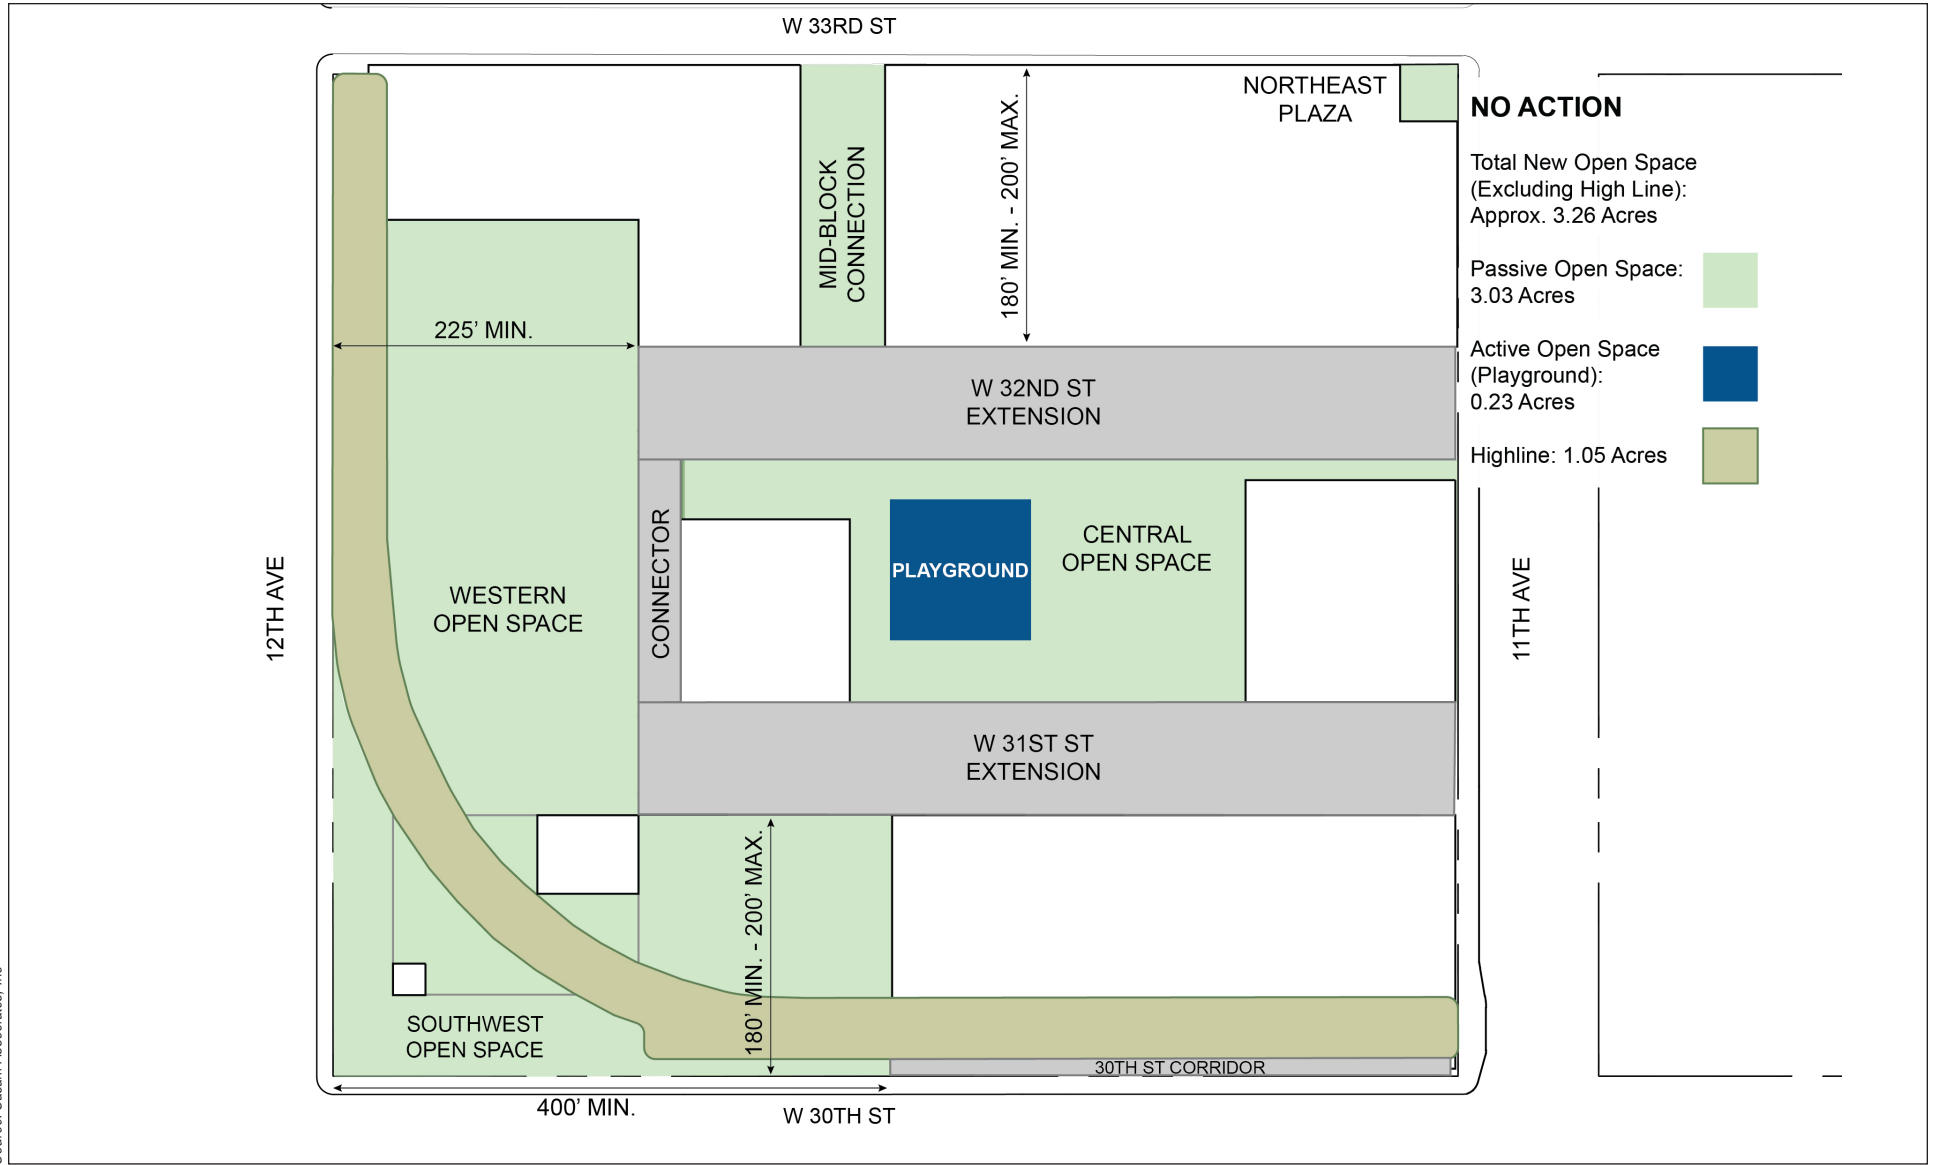 W 33RD ST
NORTHEAST
PLAZA
NO ACTION
Total New Open Space
(Excluding High Line):
Approx. 3.26 Acres
Passive Open Space:
3.03 Acres
Active Open Space
(Playground):
0.23 Acres
Highline: 1.05 Acres
MID-BLOCK
CONNECTION
180’ MIN. - 200’ MAX.
225’ MIN.
W 32ND ST
EXTENSION
CONNECTOR
PLAYGROUND
CENTRAL
OPEN SPACE
12TH AVE
WESTERN
OPEN SPACE
11TH AVE
W 31ST ST
EXTENSION
180’ MIN. - 200’ MAX.
SOUTHWEST
OPEN SPACE
30TH ST CORRIDOR
400’ MIN.
W 30TH ST